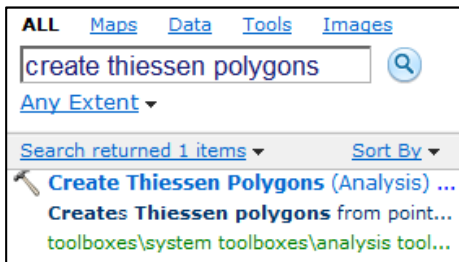 ALL Maps Data Tools Images
create thiessen polygons
Any Extent
Search returned 1 items Sort By
Create Thiessen Polygons (Analysis) ...
Creates Thiessen polygons from point...
toolboxes\system toolboxes\analysis tool...